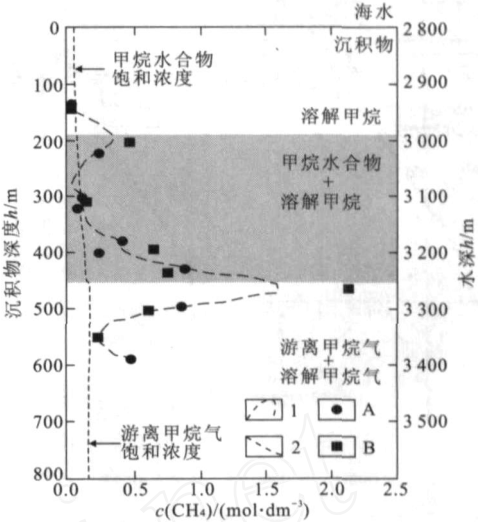 海水
沉积物
甲烷水合物
饱和浓度
溶解甲烷
甲烷水合物
+
溶解甲烷
游离甲烷气
+
溶解甲烷气
1
A
2
B
游离甲烷气
饱和浓度
沉积物深度h/m
0
100
200
300
400
500
600
700
800
水深h/m
2 800
2 900
3 000
3 100
3 200
3 300
3 400
3 500
0.0
0.5
1.0
1.5
2.0
2.5
c(CH₄)/(mol·dm⁻³)